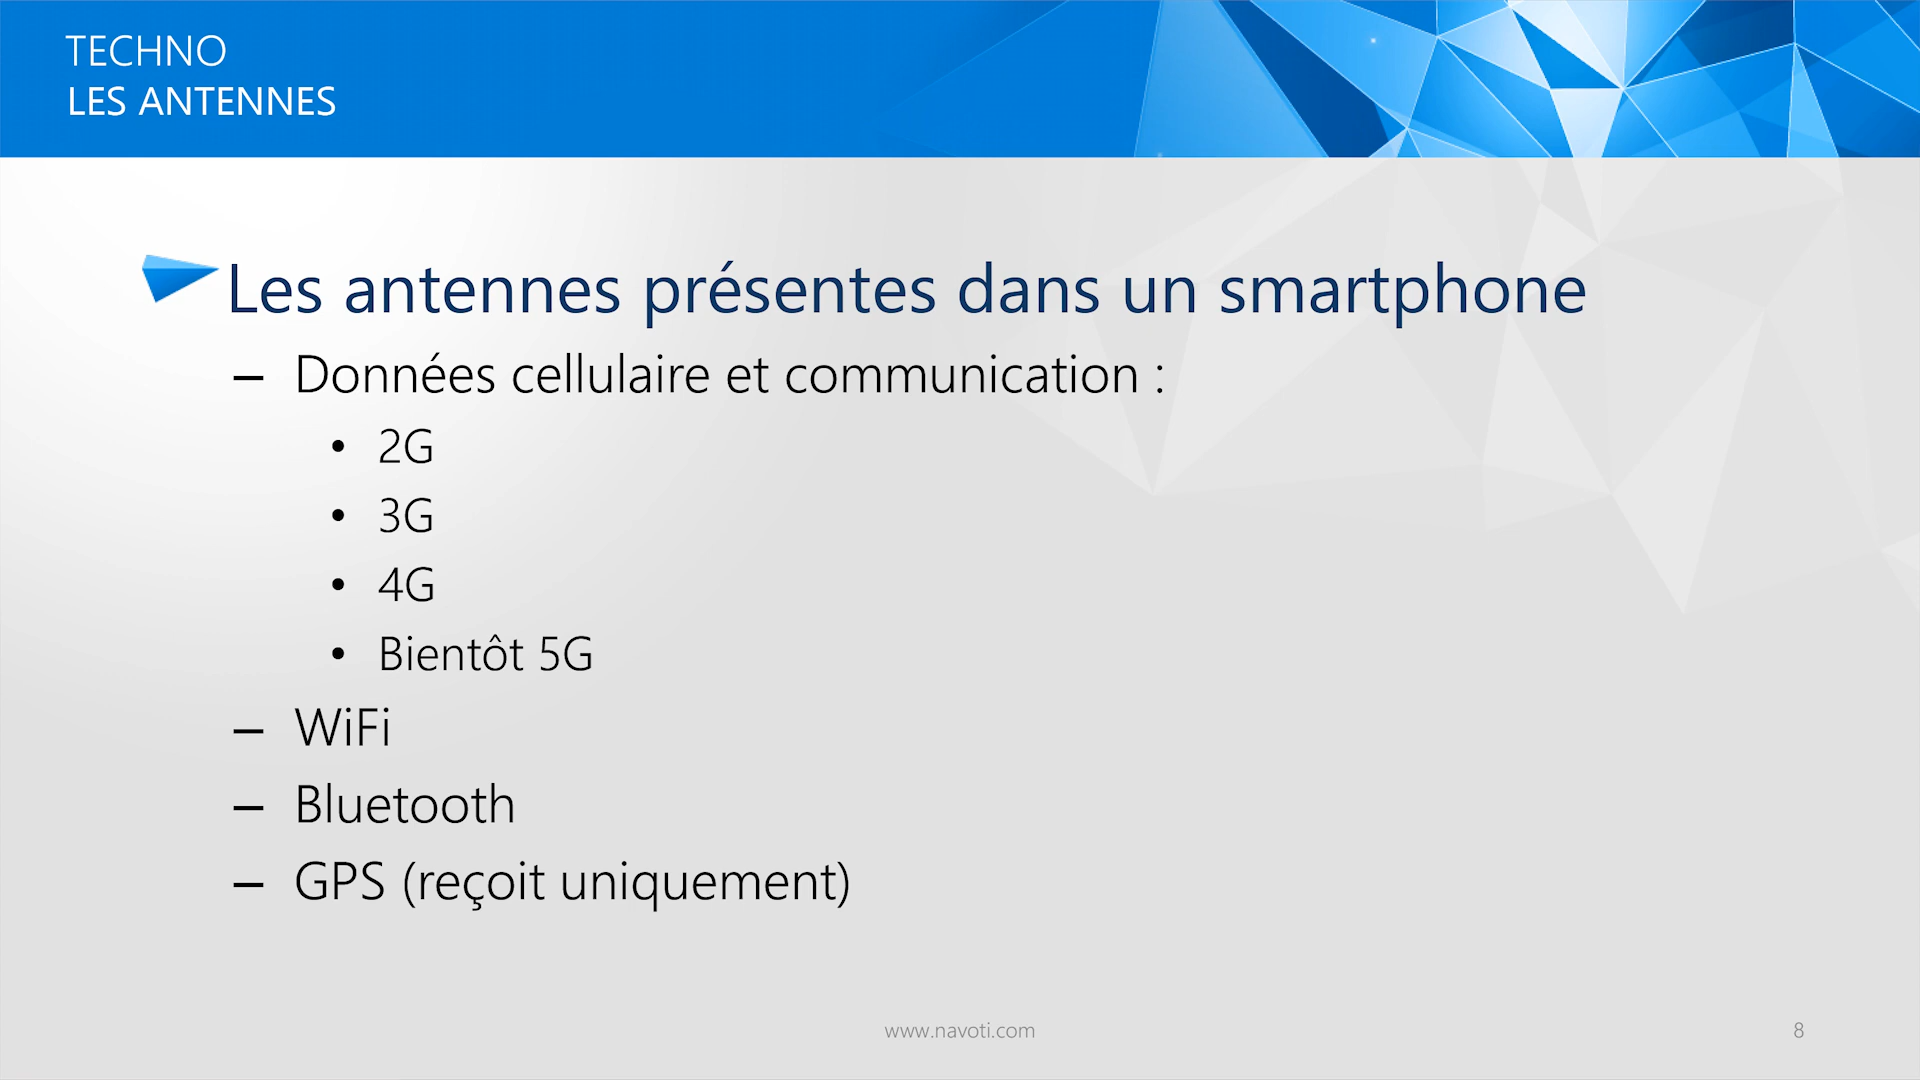 TECHNO
LES ANTENNES
Les antennes présentes dans un smartphone
– Données cellulaire et communication :
• 2G
• 3G
• 4G
• Bientôt 5G
– WiFi
– Bluetooth
– GPS (reçoit uniquement)
www.navoti.com
8